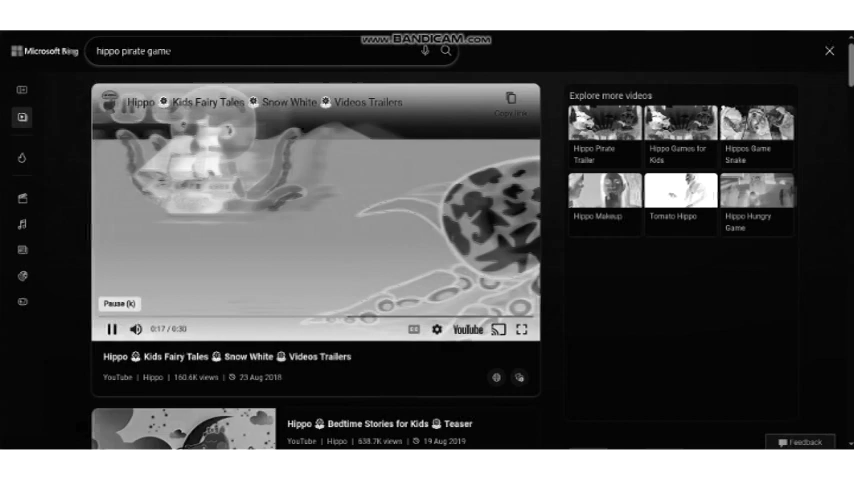 www.BANDICAM.com
Microsoft Bing
hippo pirate game
Hippo Kids Fairy Tales Snow White Videos Trailers
Copy link
Pause (k)
0:17 / 0:30
CC
YouTube
Hippo Kids Fairy Tales Snow White Videos Trailers
YouTube | Hippo | 160.6K views | 23 Aug 2018
Hippo Bedtime Stories for Kids Teaser
YouTube | Hippo | 638.7K views | 19 Aug 2019
Explore more videos
Hippo Pirate
Trailer
Hippo Games for
Kids
Hippos Game
Snake
Hippo Makeup
Tomato Hippo
Hippo Hungry
Game
Feedback